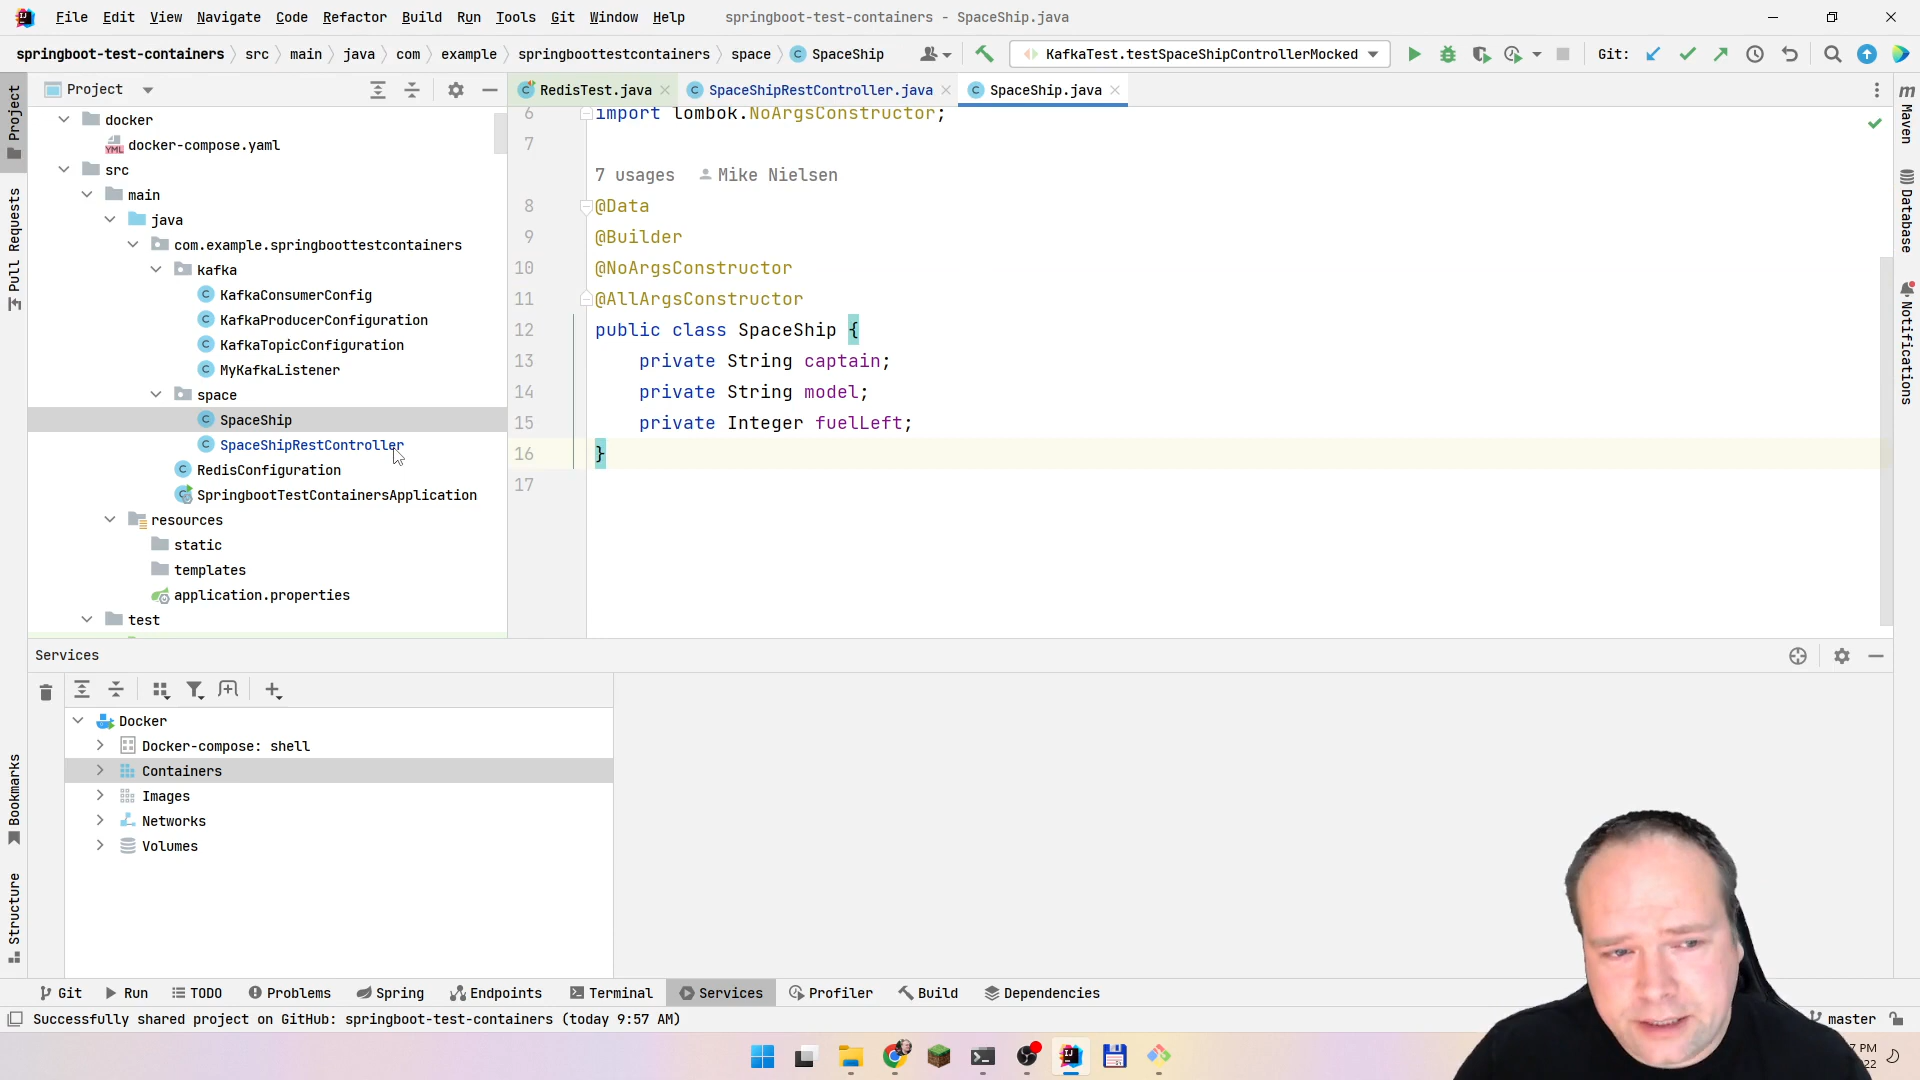 File Edit View Navigate Code Refactor Build Run Tools Git Window Help springboot-test-containers - SpaceShip.java
springboot-test-containers src main java com example springboottestcontainers space SpaceShip KafkaTest.testSpaceShipControllerMocked Git:
Project RedisTest.java SpaceShipRestController.java SpaceShip.java
Project
Pull Requests
Bookmarks
Structure
Maven
Database
Notifications
docker
docker-compose.yaml
src
main
java
com.example.springboottestcontainers
kafka
KafkaConsumerConfig
KafkaProducerConfiguration
KafkaTopicConfiguration
MyKafkaListener
space
SpaceShip
SpaceShipRestController
RedisConfiguration
SpringbootTestContainersApplication
resources
static
templates
application.properties
test
6 import lombok.NoArgsConstructor;
7
7 usages Mike Nielsen
8 @Data
9 @Builder
10 @NoArgsConstructor
11 @AllArgsConstructor
12 public class SpaceShip {
13 private String captain;
14 private String model;
15 private Integer fuelLeft;
16 }
17
Services
Docker
Docker-compose: shell
Containers
Images
Networks
Volumes
Git Run TODO Problems Spring Endpoints Terminal Services Profiler Build Dependencies
Successfully shared project on GitHub: springboot-test-containers (today 9:57 AM) master
7 PM
22